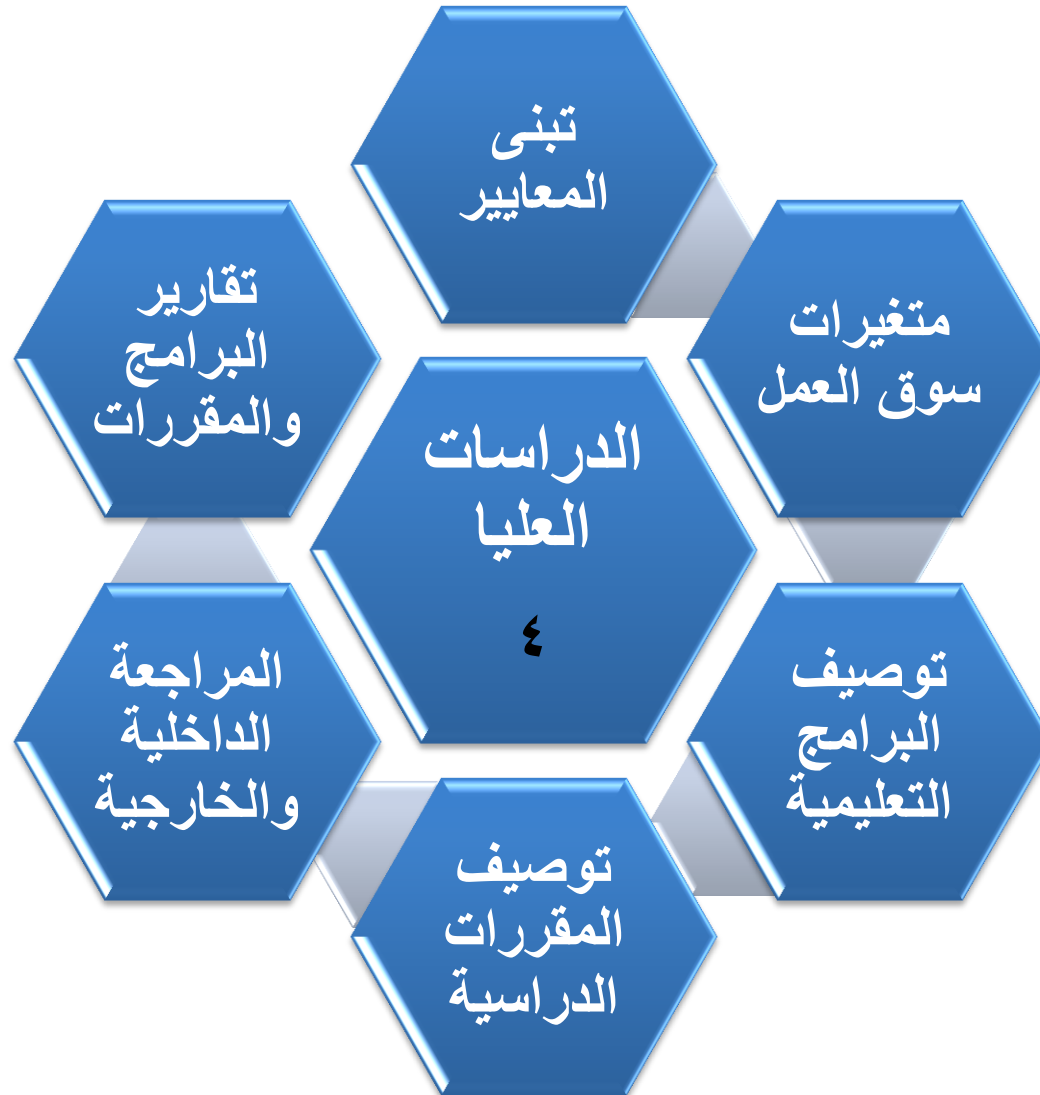 تبنى
المعايير
متغيرات
سوق العمل
توصيف
البرامج
التعليمية
توصيف
المقررات
الدراسية
المراجعة
الداخلية
والخارجية
تقارير
البرامج
والمقررات
الدراسات
العليا
٤